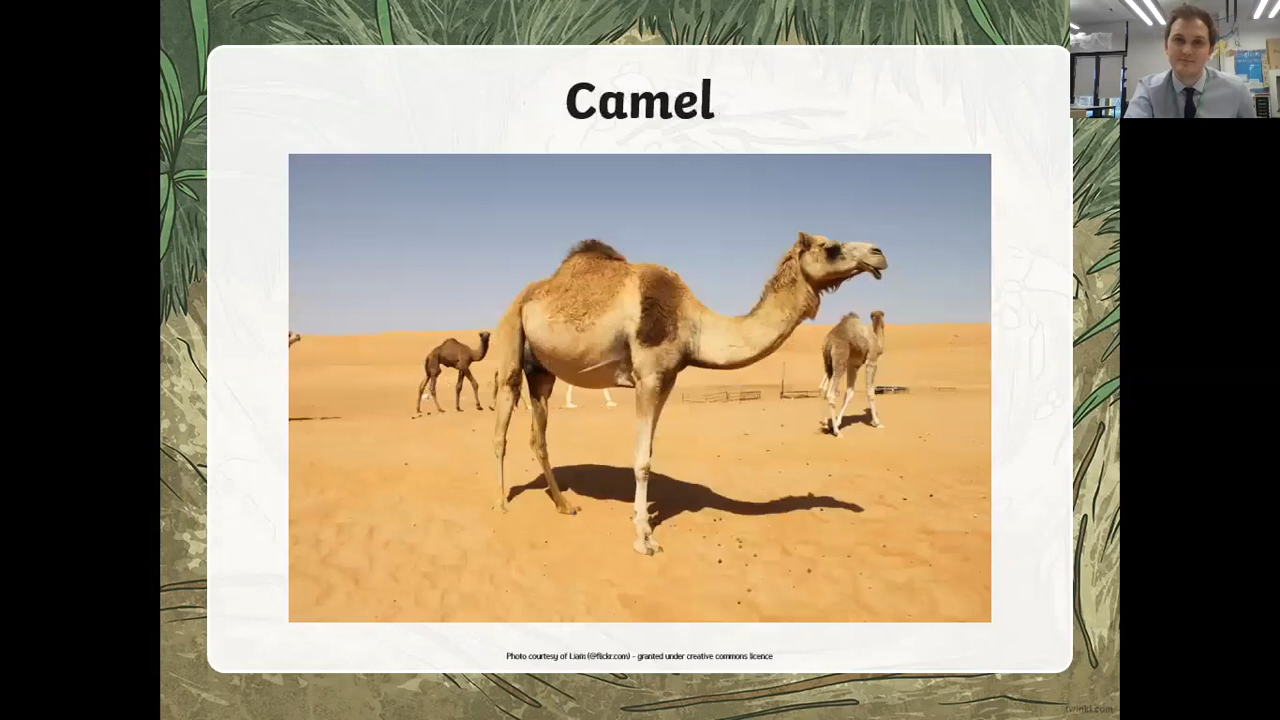 Camel
Photo courtesy of Liam (@flickr.com) - granted under creative commons licence
twinkl.com